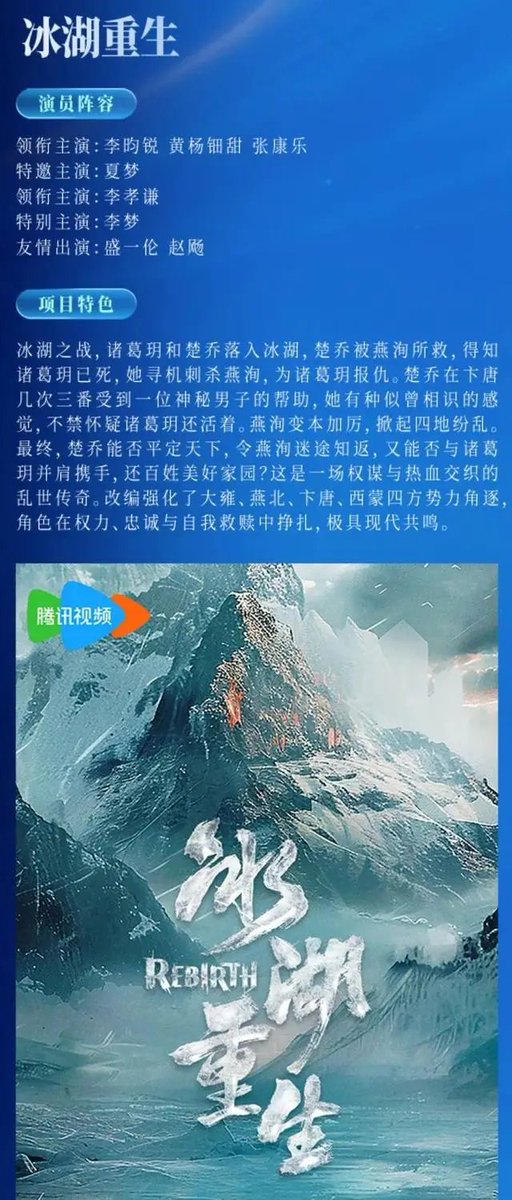 冰湖重生
演员阵容
领衔主演：李昀锐 黄杨钿甜 张康乐
特邀主演：夏梦
领衔主演：李孝谦
特别主演：李梦
友情出演：盛一伦 赵飏
项目特色
冰湖之战，诸葛玥和楚乔落入冰湖，楚乔被燕洵所救，得知
诸葛玥已死，她寻机刺杀燕洵，为诸葛玥报仇。楚乔在卞唐
几次三番受到一位神秘男子的帮助，她有种似曾相识的感
觉，不禁怀疑诸葛玥还活着。燕洵变本加厉，掀起四地纷乱。
最终，楚乔能否平定天下，令燕洵迷途知返，又能否与诸葛
玥并肩携手，还百姓美好家园？这是一场权谋与热血交织的
乱世传奇。改编强化了大雍、燕北、卞唐、西蒙四方势力角逐，
角色在权力、忠诚与自我救赎中挣扎，极具现代共鸣。
腾讯视频
冰湖
REBIRTH
重生